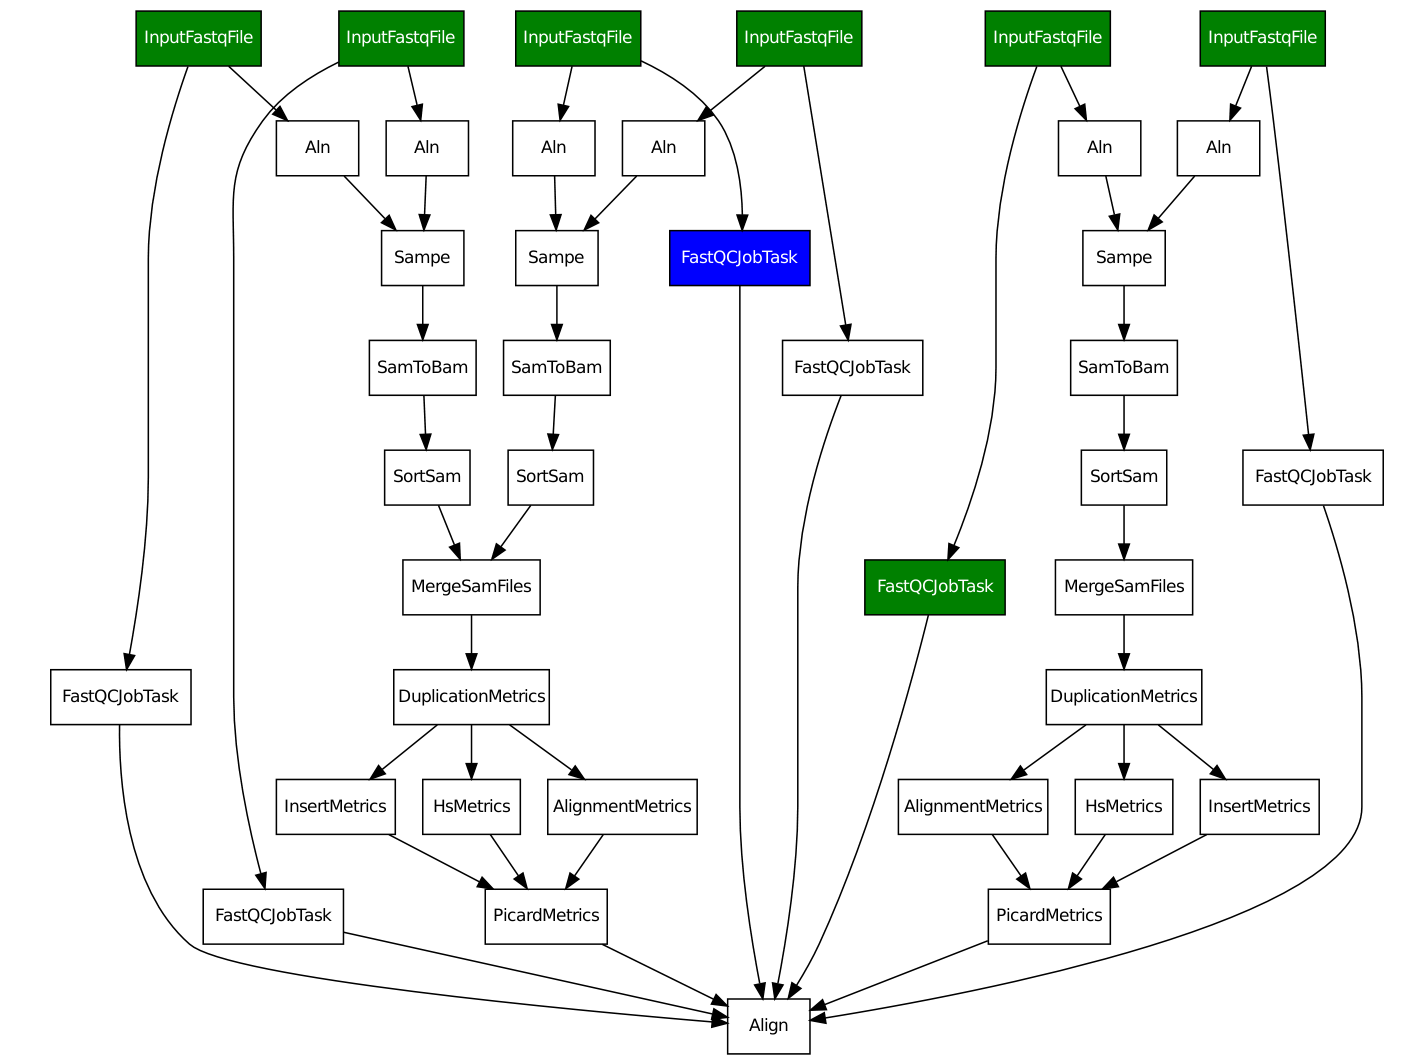 InputFastqFile
InputFastqFile
InputFastqFile
InputFastqFile
InputFastqFile
InputFastqFile
Aln
Aln
Aln
Aln
Aln
Aln
Sampe
Sampe
FastQCJobTask
Sampe
SamToBam
SamToBam
FastQCJobTask
SamToBam
SortSam
SortSam
SortSam
FastQCJobTask
MergeSamFiles
FastQCJobTask
MergeSamFiles
FastQCJobTask
DuplicationMetrics
DuplicationMetrics
InsertMetrics
HsMetrics
AlignmentMetrics
AlignmentMetrics
HsMetrics
InsertMetrics
FastQCJobTask
PicardMetrics
PicardMetrics
Align